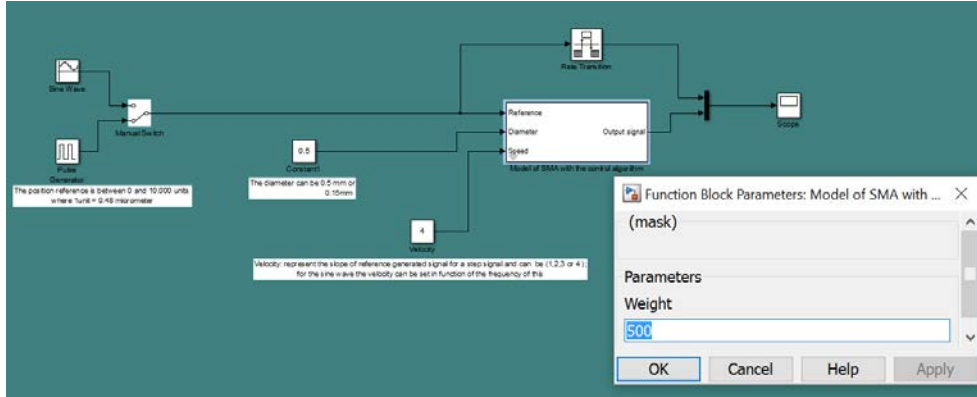 Rate Transition
Sine Wave
Manual Switch
Pulse
Generator
The position reference is between 0 and 10.000 units
where 1unit = 0.48 micrometer
0.5
Constant1
The diameter can be 0.5 mm or
0.15mm
Reference
Diameter
Speed
Output signal
Model of SMA with the control algorithm
Scope
4
Velocity
Velocity: represent the slope of reference generated signal for a step signal and can be (1,2,3 or 4);
for the sine wave the velocity can be set in function of the frequency of this
Function Block Parameters: Model of SMA with ...
(mask)
Parameters
Weight
500
OK
Cancel
Help
Apply